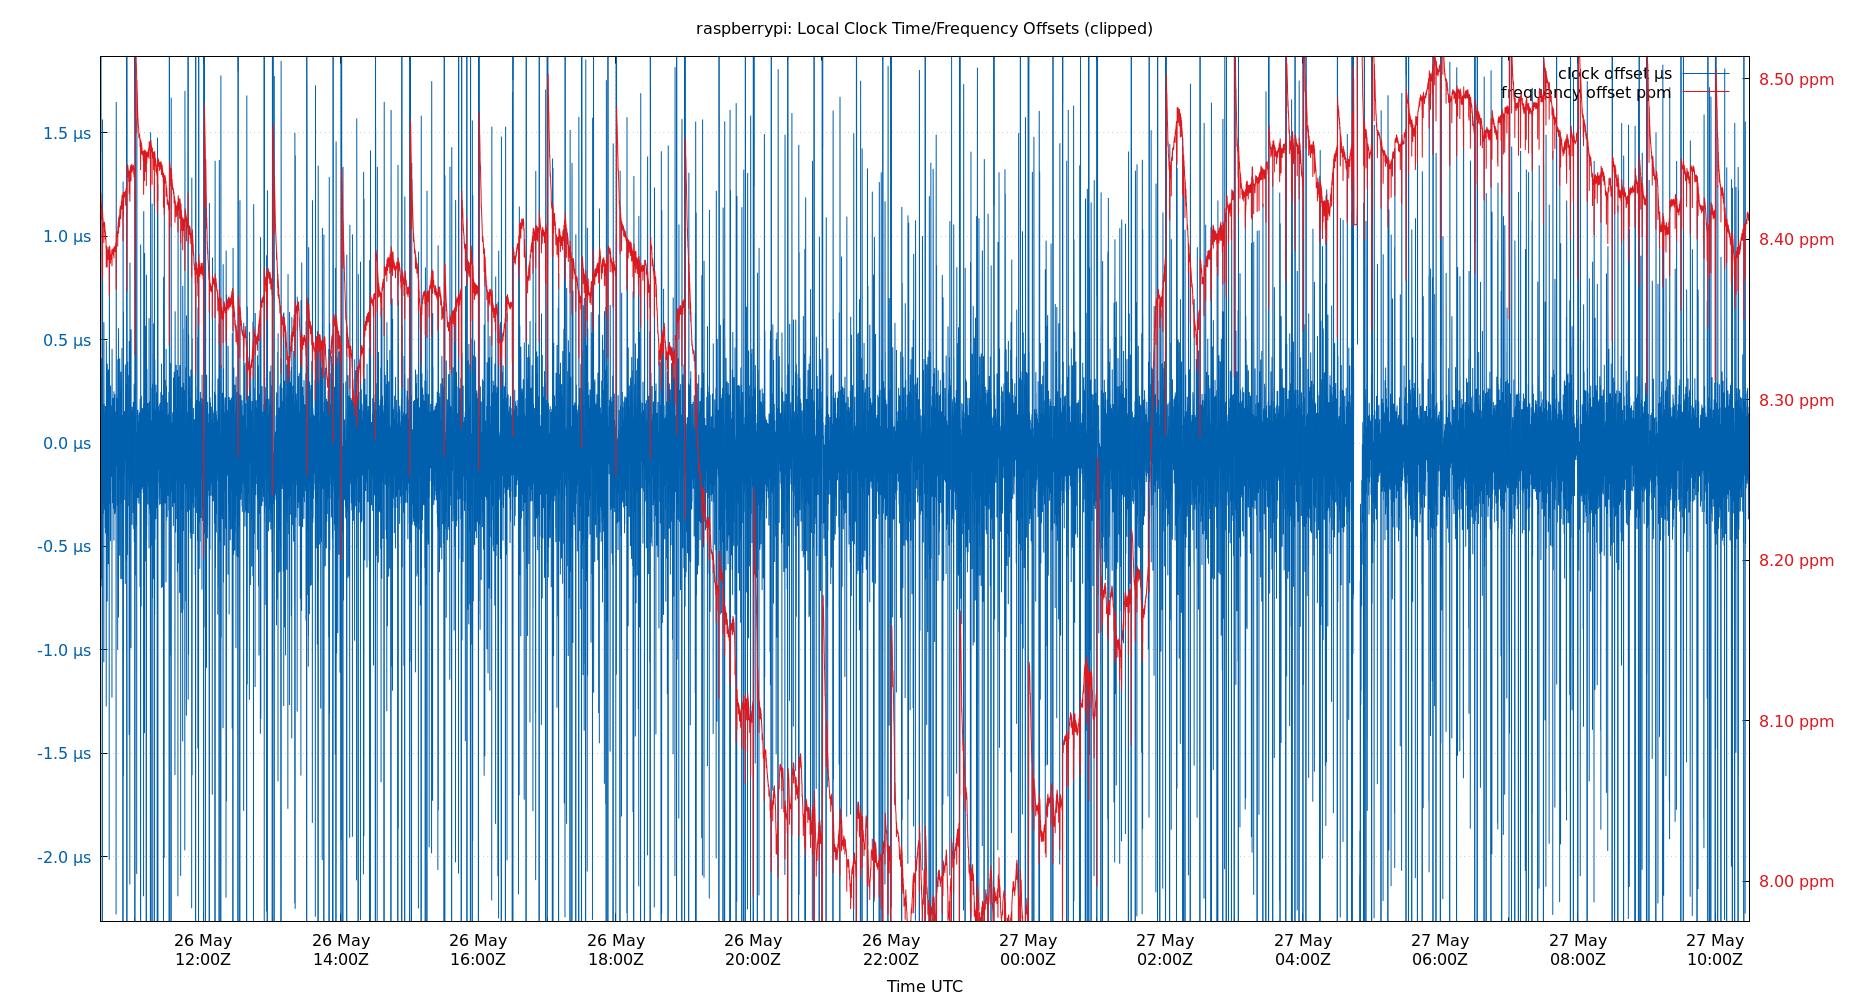 raspberrypi: Local Clock Time/Frequency Offsets (clipped)
clock offset µs
frequency offset ppm
1.5 µs
1.0 µs
0.5 µs
0.0 µs
-0.5 µs
-1.0 µs
-1.5 µs
-2.0 µs
8.50 ppm
8.40 ppm
8.30 ppm
8.20 ppm
8.10 ppm
8.00 ppm
26 May 26 May 26 May 26 May 26 May 26 May 27 May 27 May 27 May 27 May 27 May 27 May
12:00Z 14:00Z 16:00Z 18:00Z 20:00Z 22:00Z 00:00Z 02:00Z 04:00Z 06:00Z 08:00Z 10:00Z
Time UTC